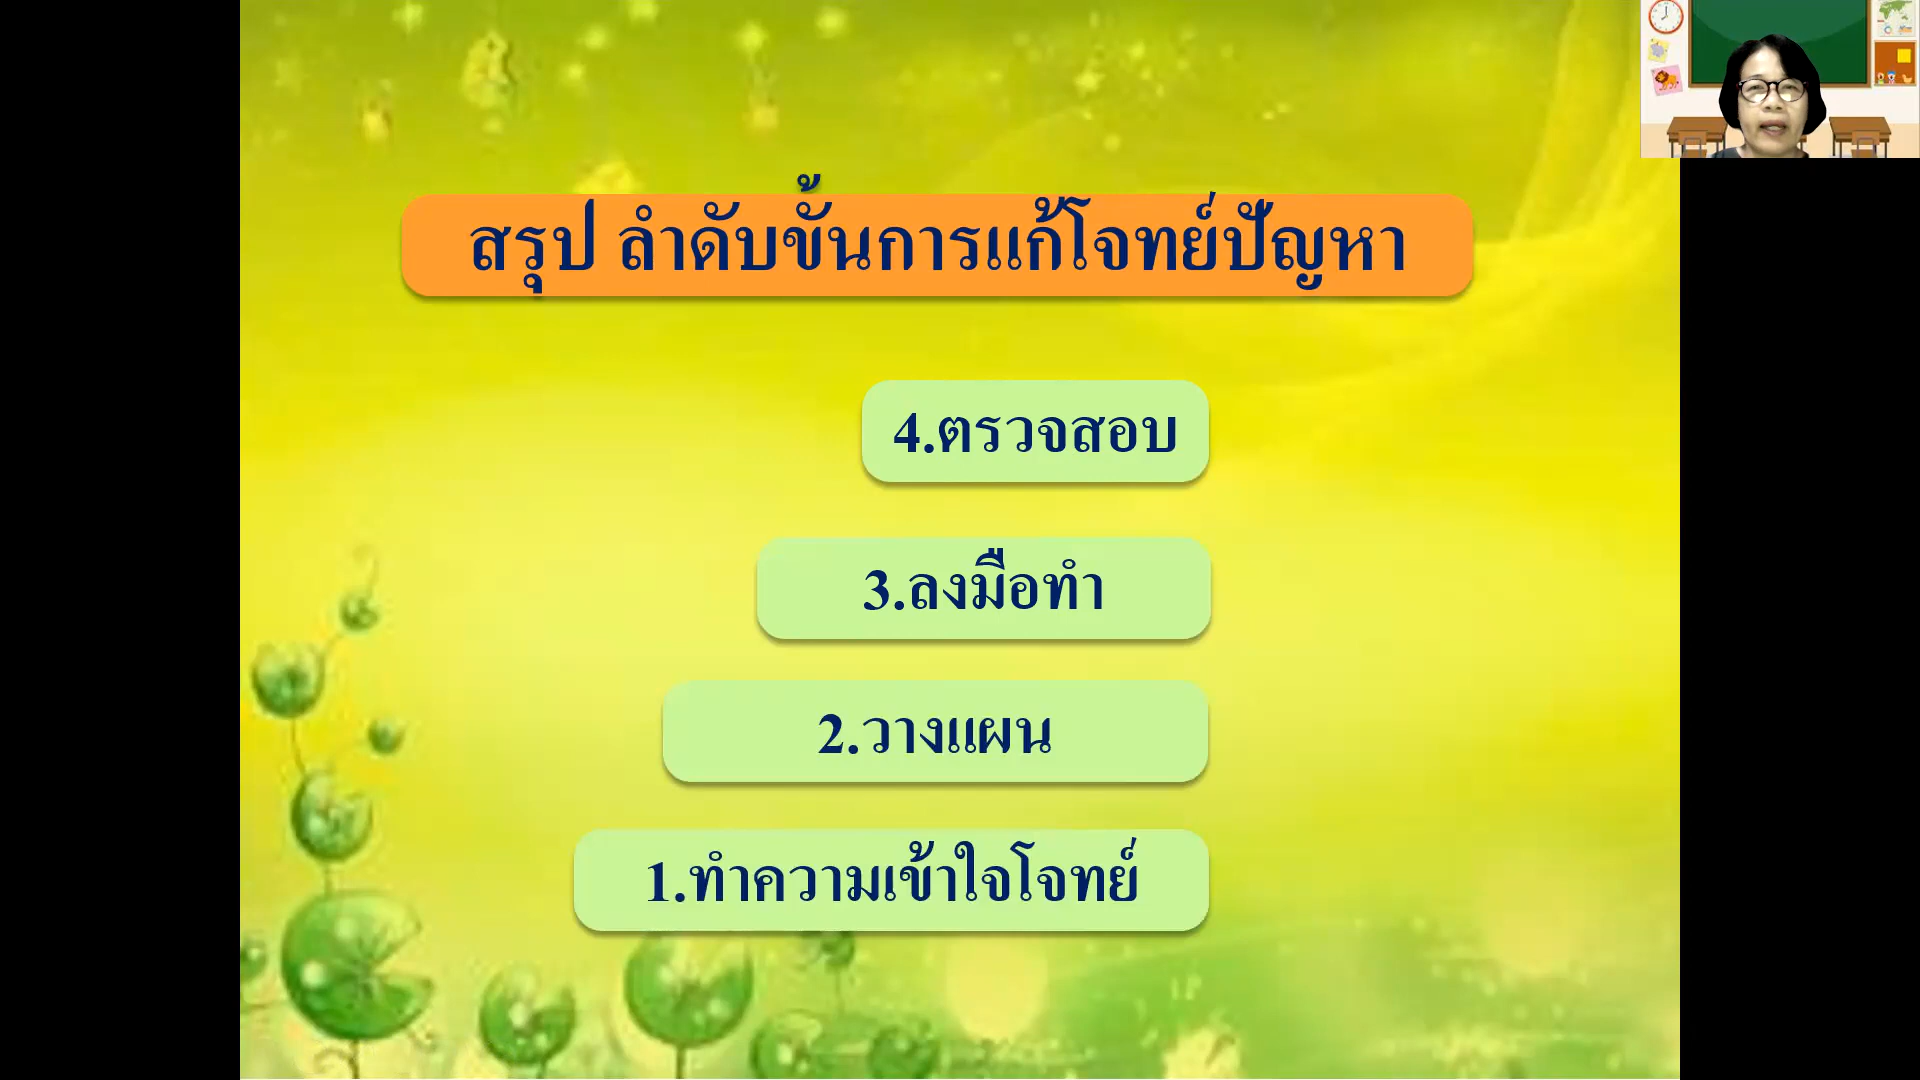 สรุป ลำดับขั้นการแก้โจทย์ปัญหา
4.ตรวจสอบ
3.ลงมือทำ
2.วางแผน
1.ทำความเข้าใจโจทย์